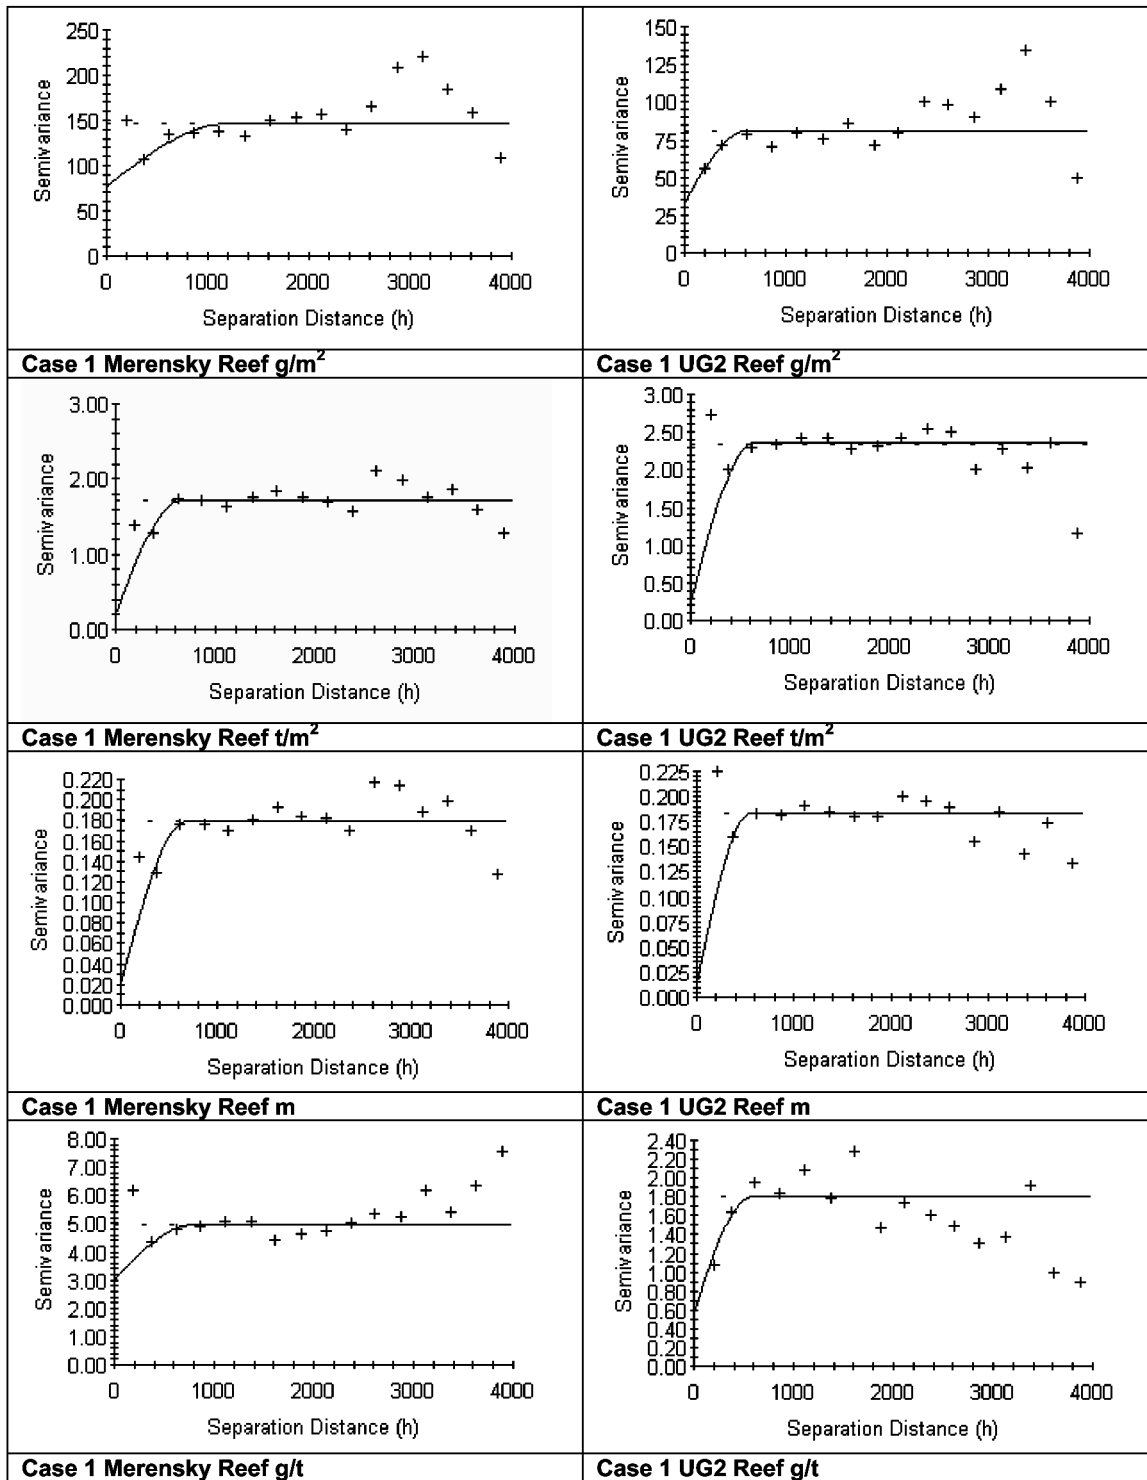 250
200
150
100
50
0
Semivariance
0 1000 2000 3000 4000
Separation Distance (h)
Case 1 Merensky Reef g/m²
150
125
100
75
50
25
0
Semivariance
0 1000 2000 3000 4000
Separation Distance (h)
Case 1 UG2 Reef g/m²
3.00
2.00
1.00
0.00
Semivariance
0 1000 2000 3000 4000
Separation Distance (h)
Case 1 Merensky Reef t/m²
3.00
2.50
2.00
1.50
1.00
0.50
0.00
Semivariance
0 1000 2000 3000 4000
Separation Distance (h)
Case 1 UG2 Reef t/m²
0.220
0.200
0.180
0.160
0.140
0.120
0.100
0.080
0.060
0.040
0.020
0.000
Semivariance
0 1000 2000 3000 4000
Separation Distance (h)
Case 1 Merensky Reef m
0.225
0.200
0.175
0.150
0.125
0.100
0.075
0.050
0.025
0.000
Semivariance
0 1000 2000 3000 4000
Separation Distance (h)
Case 1 UG2 Reef m
8.00
7.00
6.00
5.00
4.00
3.00
2.00
1.00
0.00
Semivariance
0 1000 2000 3000 4000
Separation Distance (h)
Case 1 Merensky Reef g/t
2.40
2.20
2.00
1.80
1.60
1.40
1.20
1.00
0.80
0.60
0.40
0.20
0.00
Semivariance
0 1000 2000 3000 4000
Separation Distance (h)
Case 1 UG2 Reef g/t